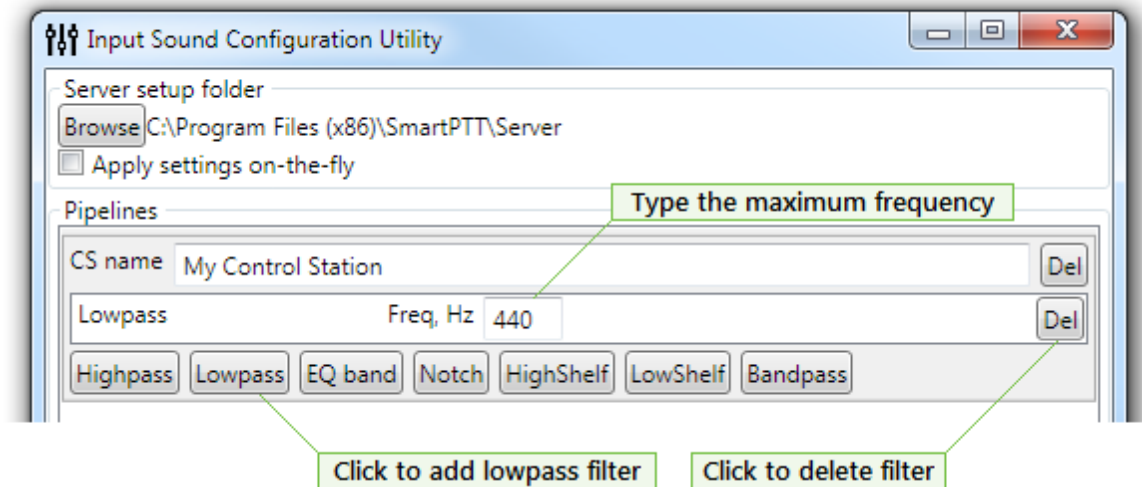 Input Sound Configuration Utility
Server setup folder
Browse C:\Program Files (x86)\SmartPTT\Server
Apply settings on-the-fly
Type the maximum frequency
Pipelines
CS name My Control Station Del
Lowpass Freq, Hz 440 Del
Highpass Lowpass EQ band Notch HighShelf LowShelf Bandpass
Click to add lowpass filter Click to delete filter